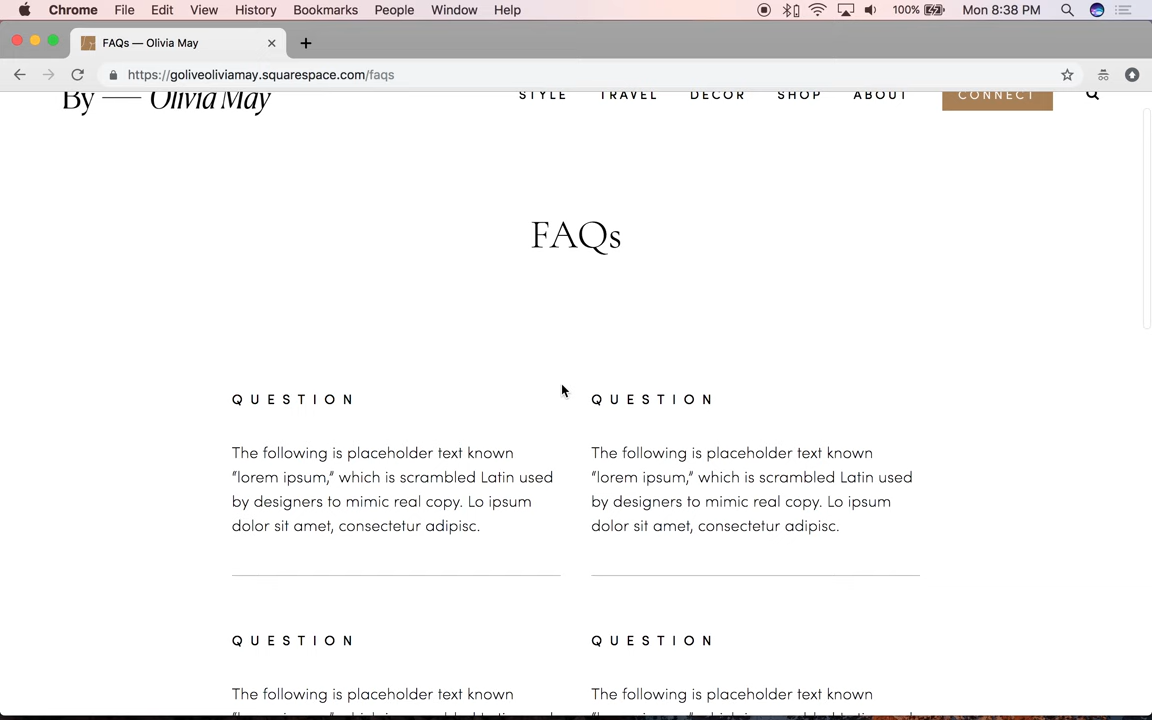 Chrome File Edit View History Bookmarks People Window Help 100% Mon 8:38 PM
FAQs — Olivia May
https://goliveoliviamay.squarespace.com/faqs
By — Olivia May STYLE TRAVEL DECOR SHOP ABOUT CONNECT
FAQs
QUESTION
The following is placeholder text known
“lorem ipsum,” which is scrambled Latin used
by designers to mimic real copy. Lo ipsum
dolor sit amet, consectetur adipisc.
QUESTION
The following is placeholder text known
“lorem ipsum,” which is scrambled Latin used
by designers to mimic real copy. Lo ipsum
dolor sit amet, consectetur adipisc.
QUESTION
The following is placeholder text known
QUESTION
The following is placeholder text known